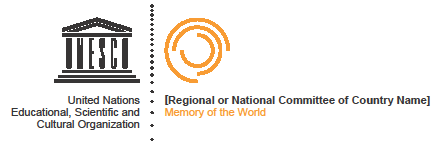 UNESCO
United Nations
Educational, Scientific and
Cultural Organization
[Regional or National Committee of Country Name]
Memory of the World